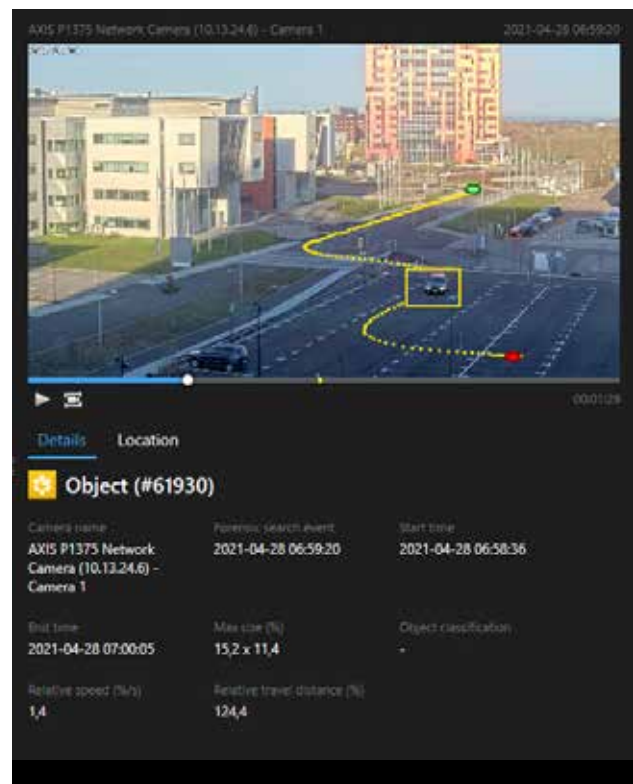 AXIS P1375 Network Camera (10.13.24.6) - Camera 1
2021-04-28 06:59:20
00:01:29
Details Location
Object (#61930)
Camera name Forensic search event Start time
AXIS P1375 Network 2021-04-28 06:59:20 2021-04-28 06:58:36
Camera (10.13.24.6) -
Camera 1
End time Max size (%) Object classification
2021-04-28 07:00:05 15,2 x 11,4 -
Relative speed (%/s) Relative travel distance (%)
1,4 124,4